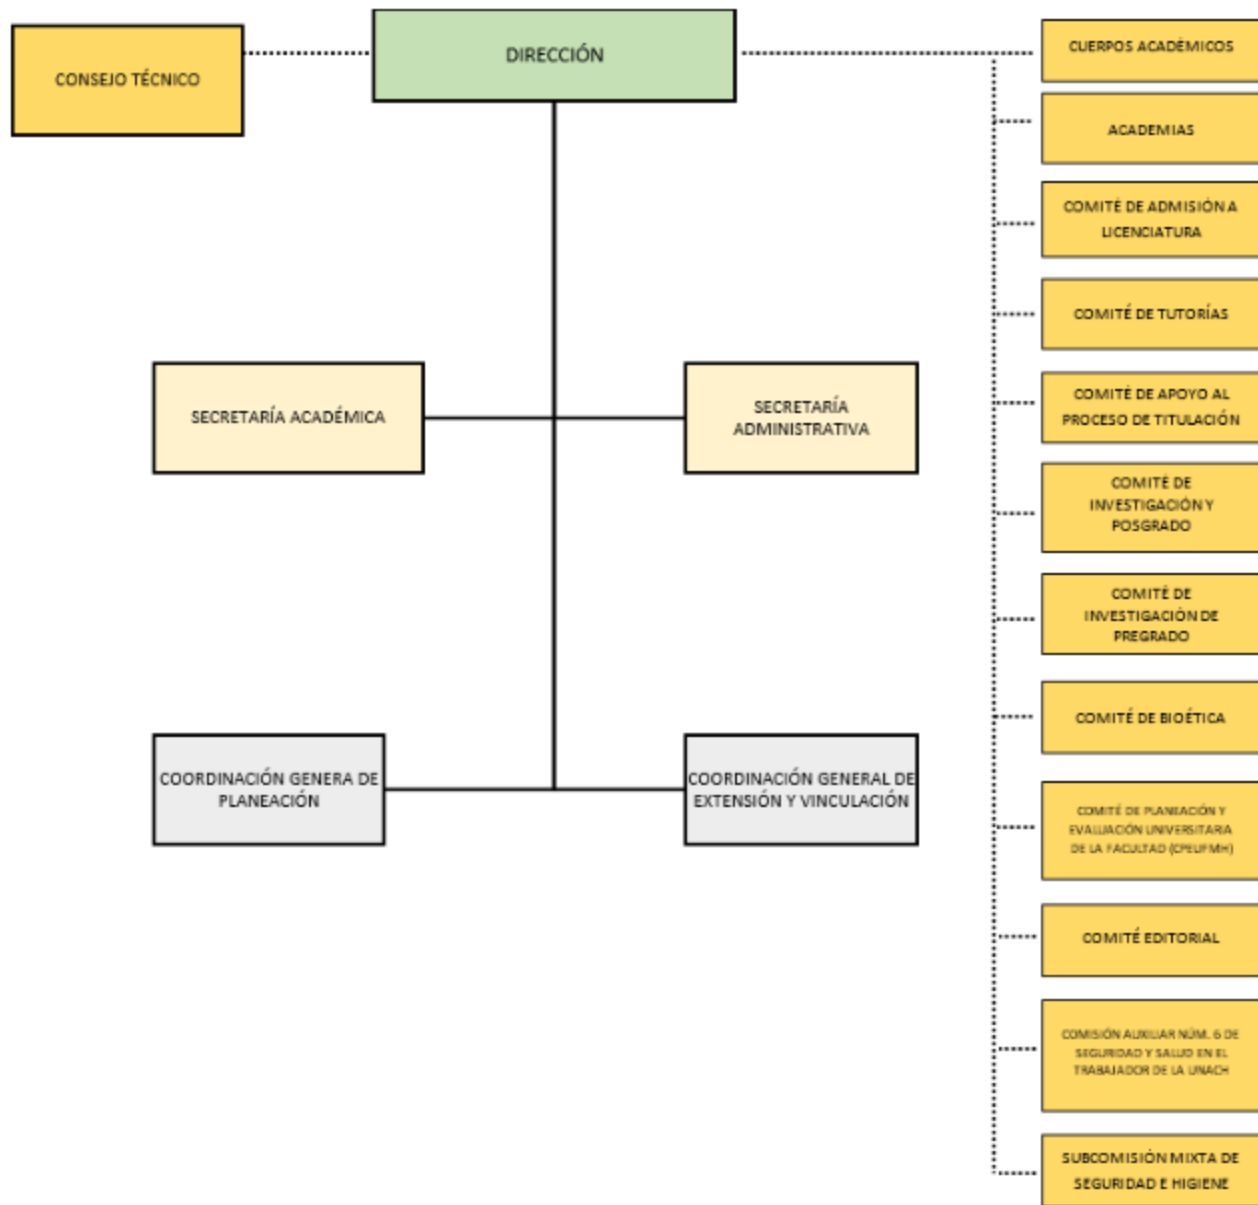 CONSEJO TÉCNICO
DIRECCIÓN
CUERPOS ACADÉMICOS
ACADEMIAS
COMITÉ DE ADMISIÓN A
LICENCIATURA
COMITÉ DE TUTORÍAS
SECRETARÍA ACADÉMICA
SECRETARÍA
ADMINISTRATIVA
COMITÉ DE APOYO AL
PROCESO DE TITULACIÓN
COMITÉ DE
INVESTIGACIÓN Y
POSGRADO
COMITÉ DE
INVESTIGACIÓN DE
PREGRADO
COMITÉ DE BIOÉTICA
COORDINACIÓN GENERA DE
PLANEACIÓN
COORDINACIÓN GENERAL DE
EXTENSIÓN Y VINCULACIÓN
COMITÉ DE PLANEACIÓN Y
EVALUACIÓN UNIVERSITARIA
DE LA FACULTAD (CPEUFMH)
COMITÉ EDITORIAL
COMISIÓN AUXILIAR NÚM. 6 DE
SEGURIDAD Y SALUD EN EL
TRABAJADOR DE LA UNACH
SUBCOMISIÓN MIXTA DE
SEGURIDAD E HIGIENE